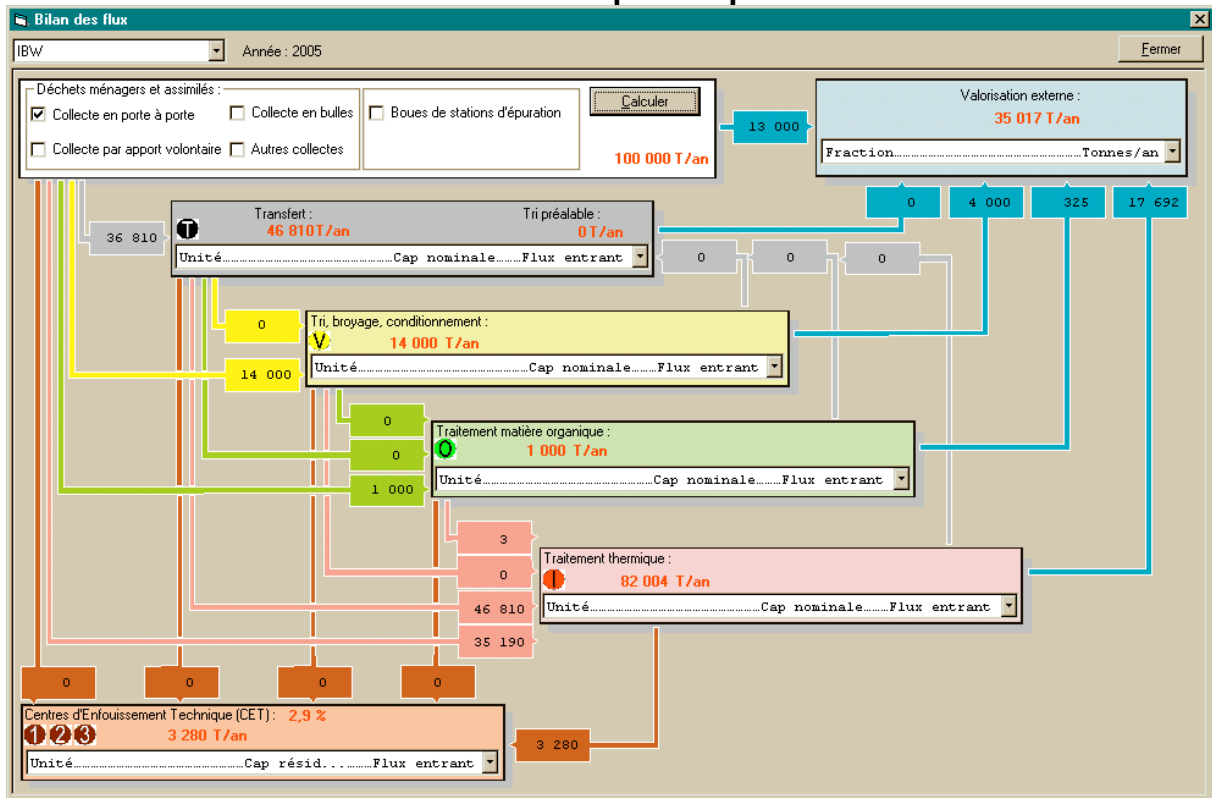 Bilan des flux
IBW
Année : 2005
Fermer
Déchets ménagers et assimilés :
Collecte en porte à porte
Collecte en bulles
Boues de stations d'épuration
Calculer
Collecte par apport volontaire
Autres collectes
100 000 T/an
13 000
Valorisation externe :
35 017 T/an
Fraction................Tonnes/an
0
4 000
325
17 692
36 810
Transfert :
46 810T/an
Tri préalable :
0T/an
T
Unité................Cap nominale........Flux entrant
0
0
0
0
Tri, broyage, conditionnement :
V
14 000 T/an
Unité................Cap nominale........Flux entrant
14 000
0
Traitement matière organique :
O
1 000 T/an
0
Unité................Cap nominale........Flux entrant
1 000
3
Traitement thermique :
I
82 004 T/an
0
Unité................Cap nominale........Flux entrant
46 810
35 190
0
0
0
0
Centres d'Enfouissement Technique (CET) : 2,9 %
1 2 3
3 280 T/an
3 280
Unité................Cap résid.......Flux entrant